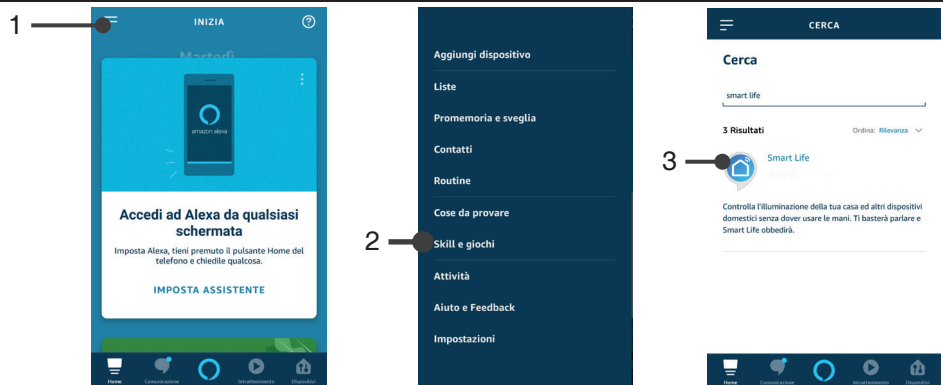 1
INIZIA
Martedì
amazon alexa
Accedi ad Alexa da qualsiasi
schermata
Imposta Alexa, tieni premuto il pulsante Home del
telefono e chiedile qualcosa.
IMPOSTA ASSISTENTE
Home Comunicazione Intrattenimento Dispositivi
2
Aggiungi dispositivo
Liste
Promemoria e sveglia
Contatti
Routine
Cose da provare
Skill e giochi
Attività
Aiuto e Feedback
Impostazioni
3
CERCA
Cerca
smart life
3 Risultati Ordina: Rilevanza
Smart Life
Controlla l'illuminazione della tua casa ed altri dispositivi
domestici senza dover usare le mani. Ti basterà parlare e
Smart Life obbedirà.
Home Comunicazione Intrattenimento Dispositivi